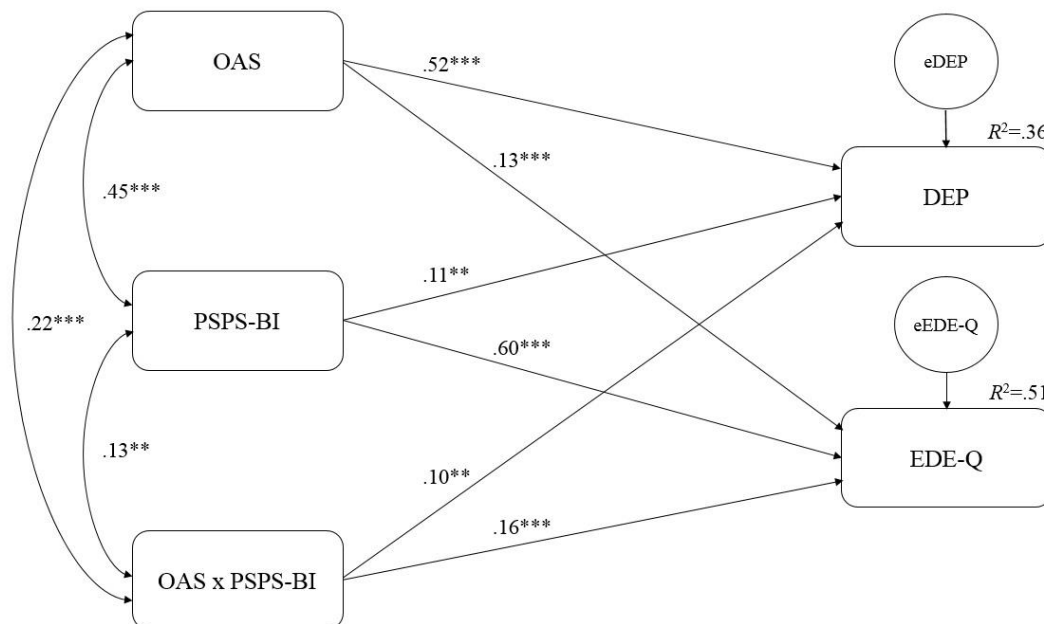 OAS
.52***
eDEP
R²=.36
.13***
DEP
.45***
.11**
PSPS-BI
.22***
.60***
eEDE-Q
R²=.51
.13**
.10**
EDE-Q
.16***
OAS x PSPS-BI